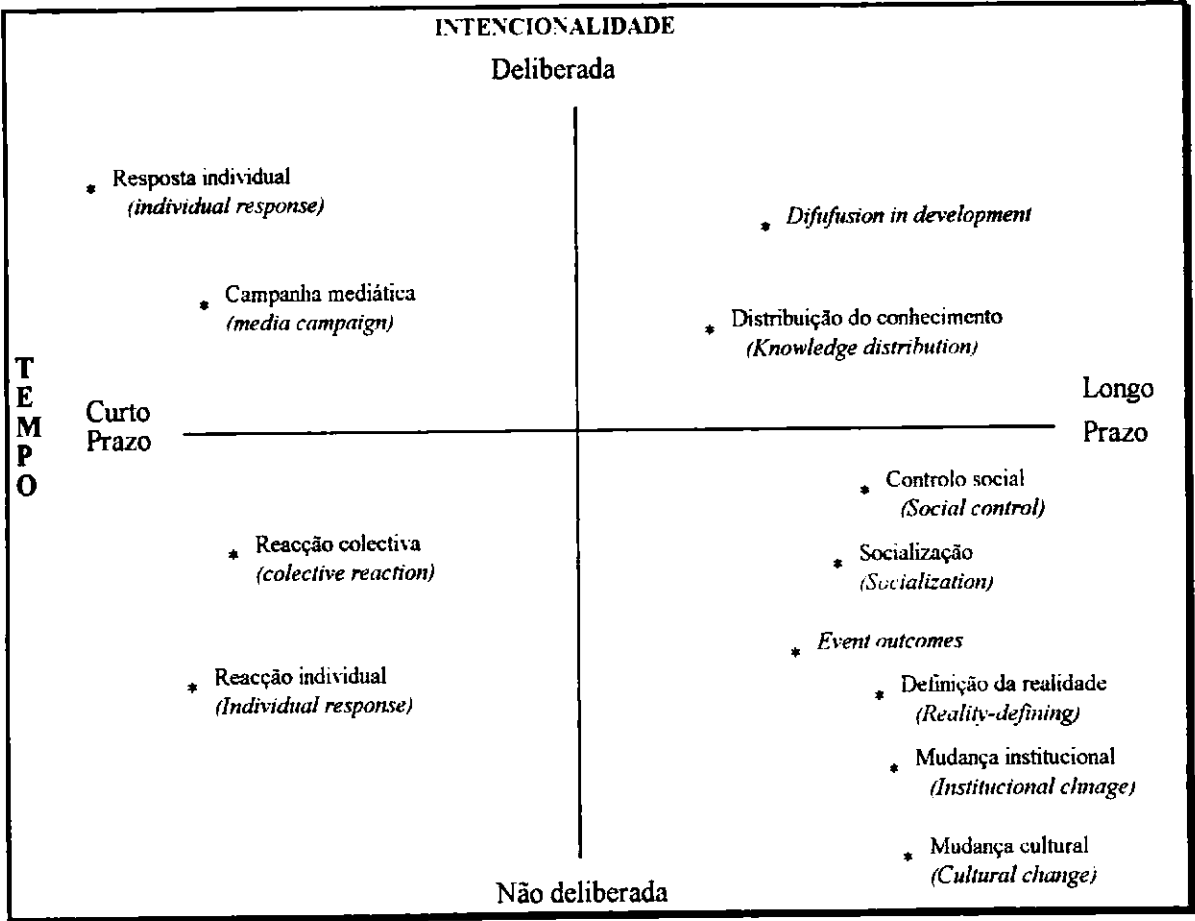 INTENCIONALIDADE
Deliberada
* Resposta individual
(individual response)
* Difufusion in development
* Campanha mediática
(media campaign)
* Distribuição do conhecimento
(Knowledge distribution)
TEMPO
Curto
Prazo
Longo
Prazo
* Controlo social
(Social control)
* Reacção colectiva
(colective reaction)
* Socialização
(Socialization)
* Event outcomes
* Reacção individual
(Individual response)
* Definição da realidade
(Reality-defining)
* Mudança institucional
(Institucional chnage)
* Mudança cultural
(Cultural change)
Não deliberada